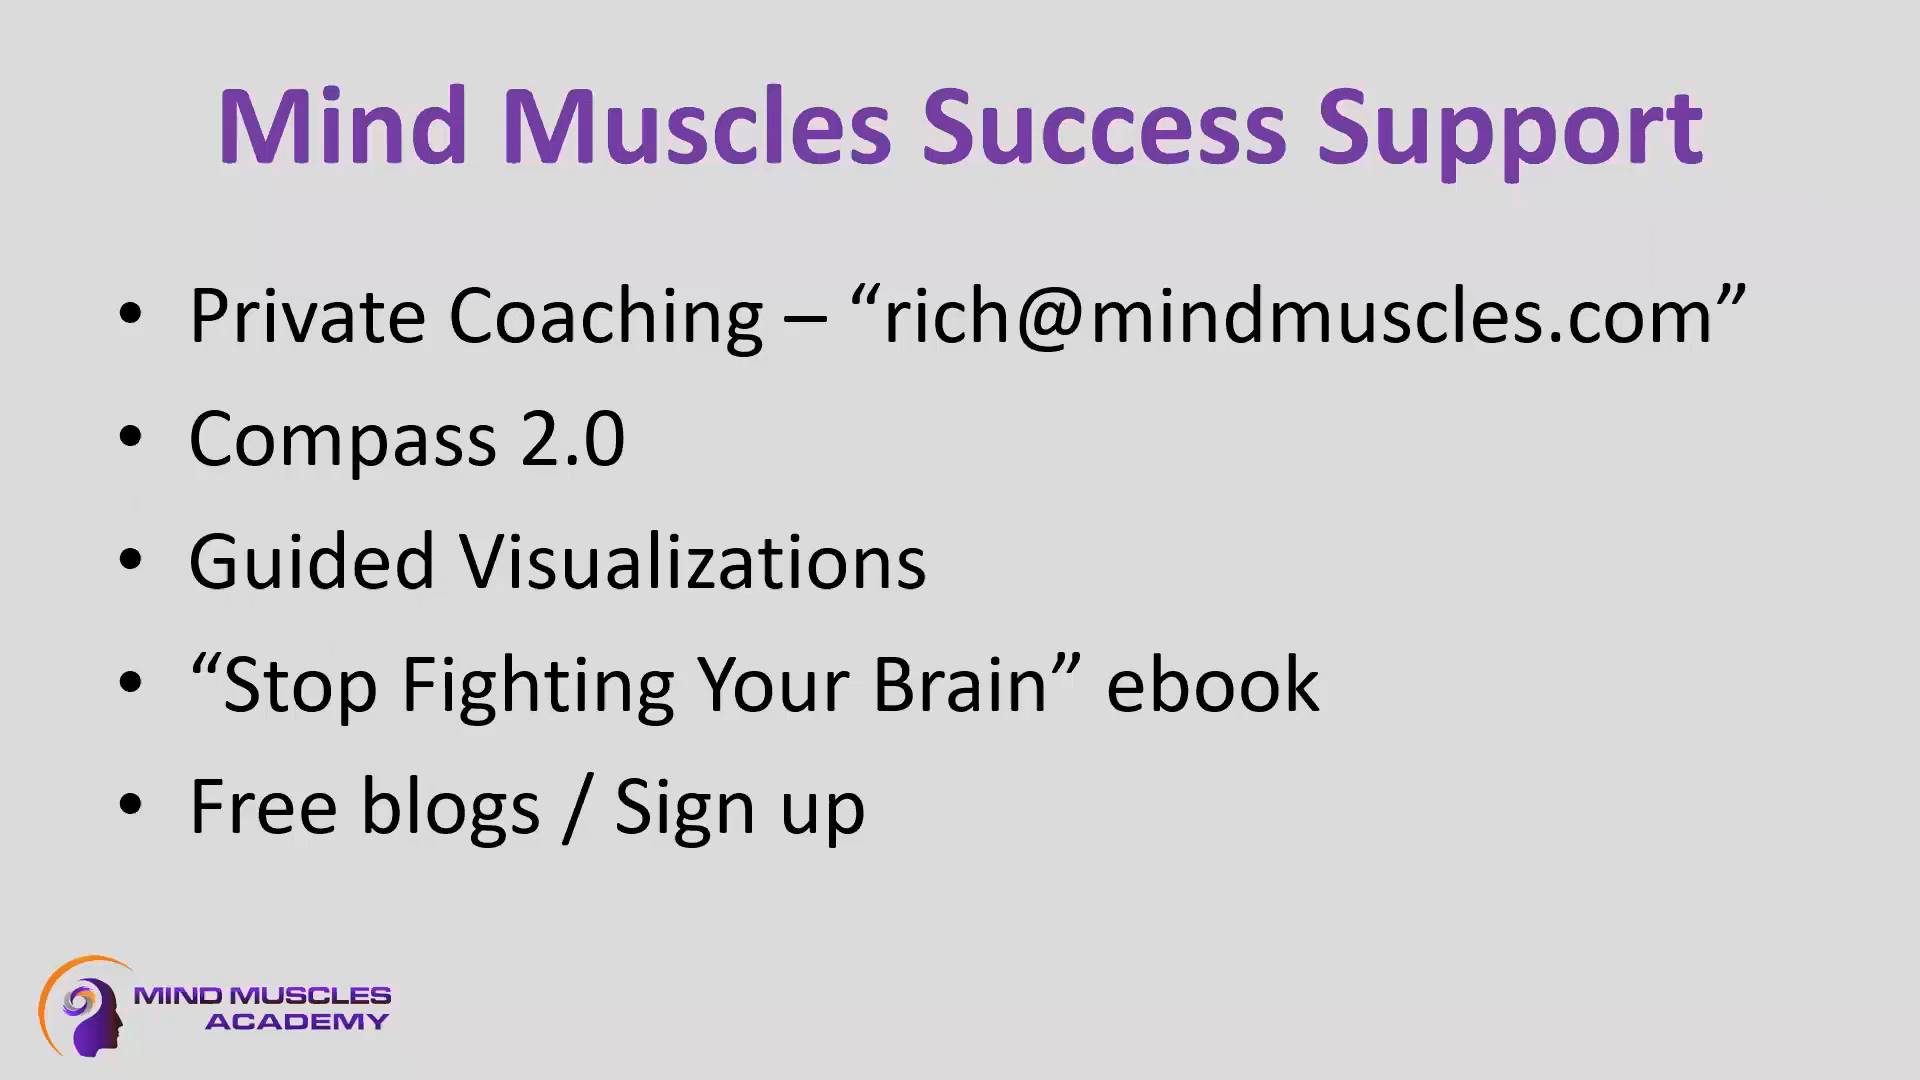 Mind Muscles Success Support
• Private Coaching – “rich@mindmuscles.com”
• Compass 2.0
• Guided Visualizations
• “Stop Fighting Your Brain” ebook
• Free blogs / Sign up
MIND MUSCLES
ACADEMY